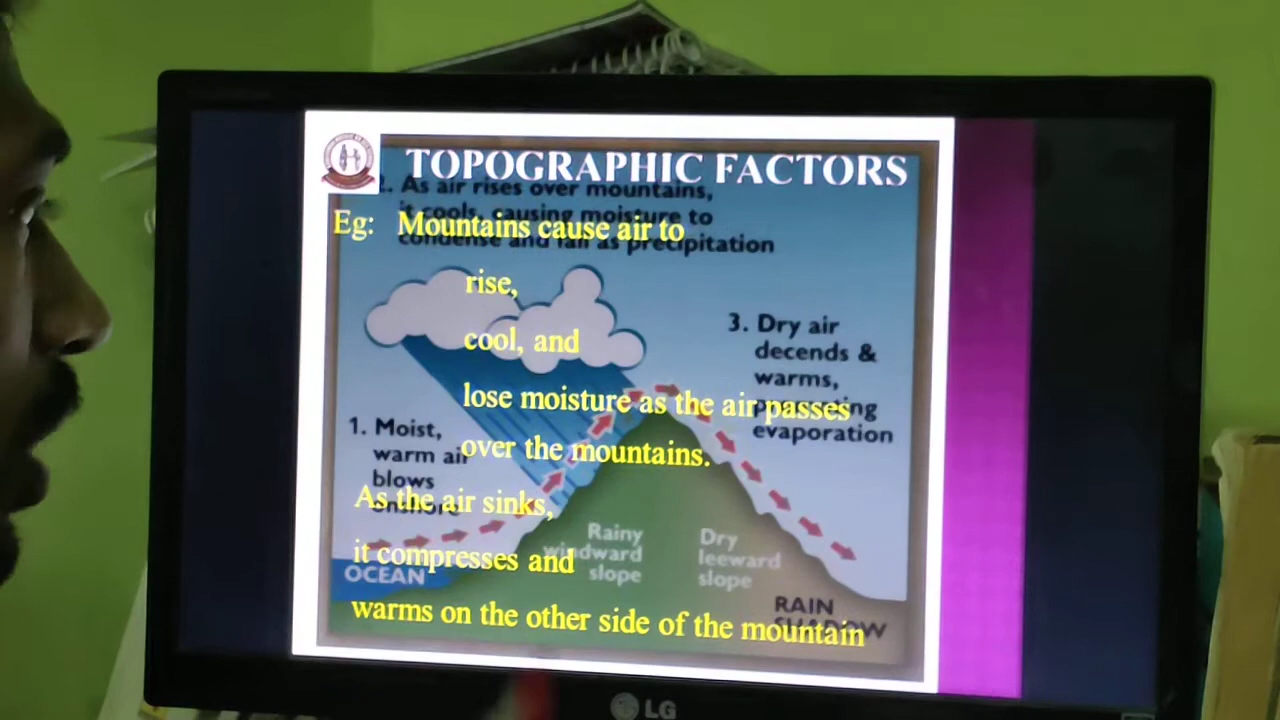 TOPOGRAPHIC FACTORS
2. As air rises over mountains,
it cools, causing moisture to
condense and fall as precipitation
Eg: Mountains cause air to
rise,
cool, and
lose moisture as the air passes
over the mountains.
As the air sinks,
it compresses and
warms on the other side of the mountain
3. Dry air
decends &
warms,
evaporation
1. Moist,
warm air
blows
onshore
Rainy
windward
slope
Dry
leeward
slope
OCEAN
RAIN
SHADOW
LG